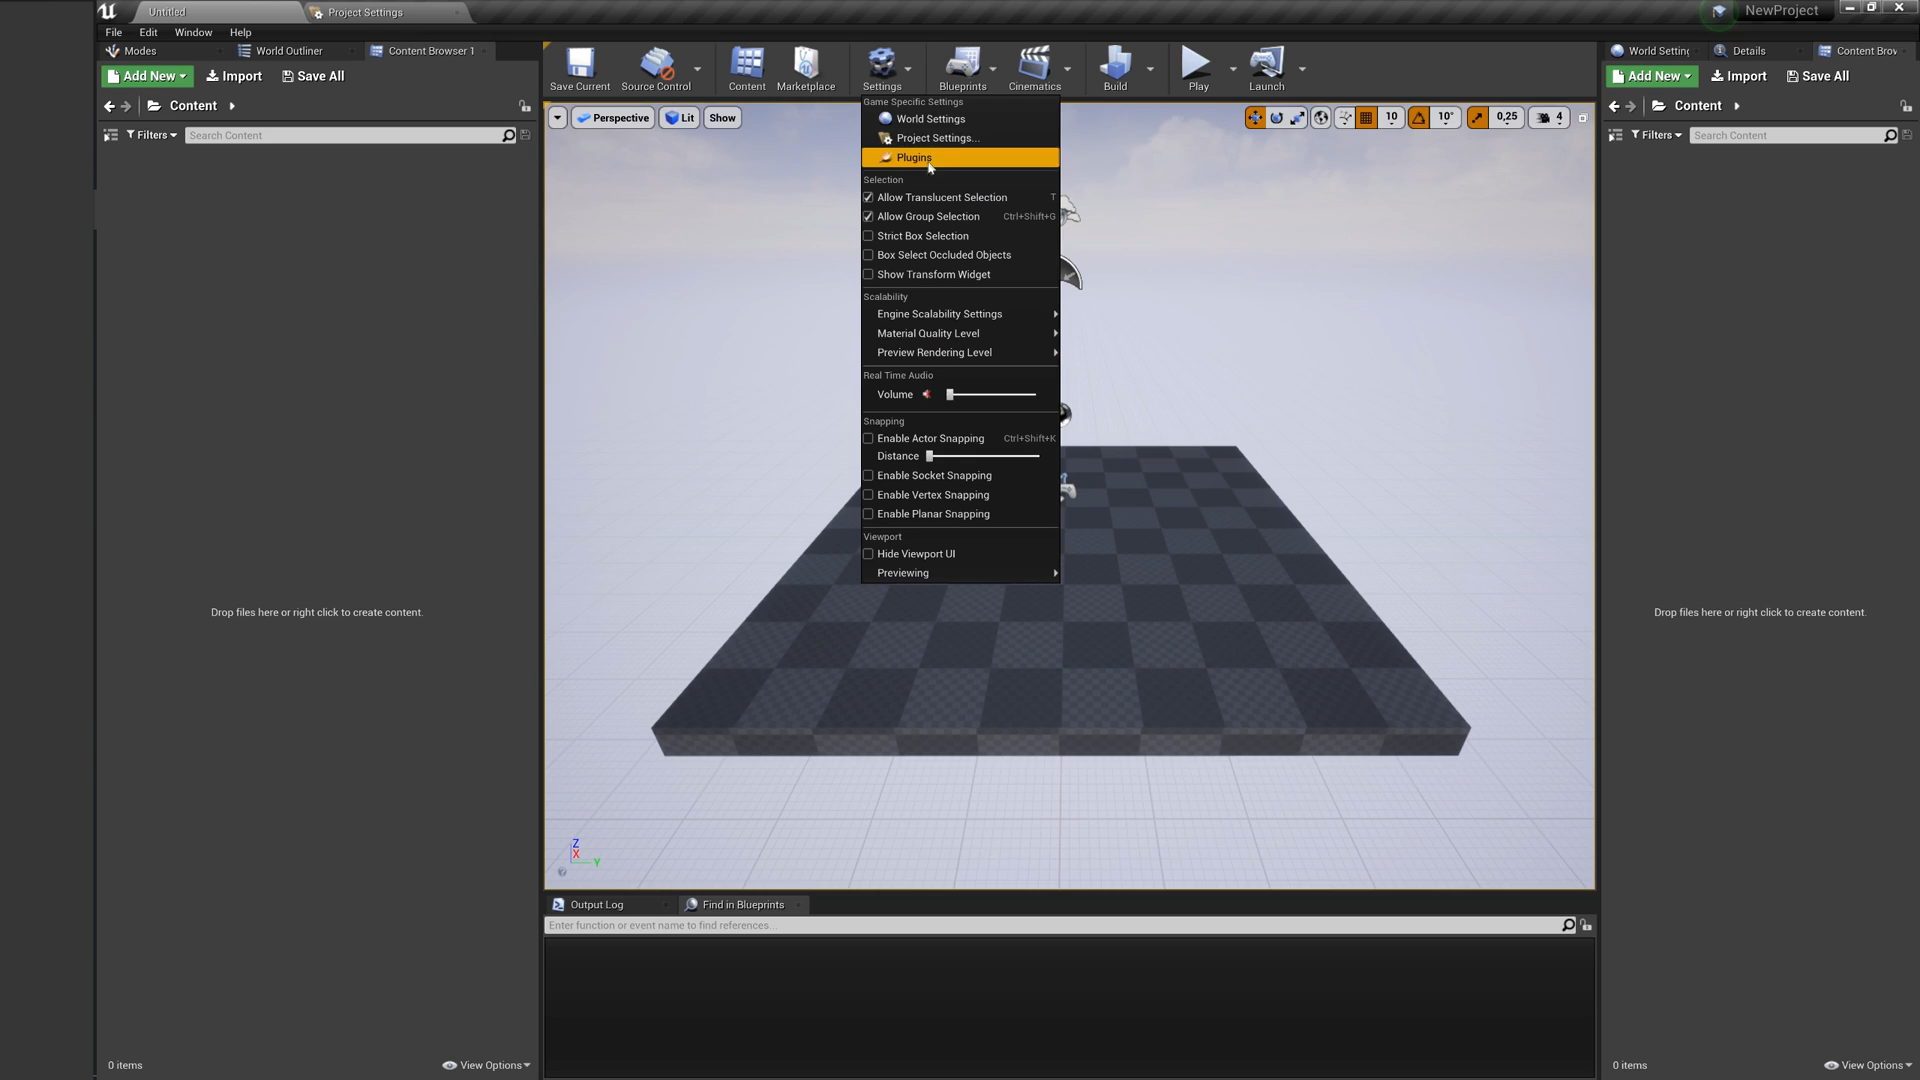 Untitled
Project Settings
NewProject
File Edit Window Help
Modes
World Outliner
Content Browser 1
Add New
Import
Save All
Content
Filters
Search Content
Drop files here or right click to create content.
0 items
View Options
Save Current
Source Control
Content
Marketplace
Settings
Blueprints
Cinematics
Build
Play
Launch
Perspective
Lit
Show
10
10°
0,25
4
Game Specific Settings
World Settings
Project Settings...
Plugins
Selection
Allow Translucent Selection T
Allow Group Selection Ctrl+Shift+G
Strict Box Selection
Box Select Occluded Objects
Show Transform Widget
Scalability
Engine Scalability Settings
Material Quality Level
Preview Rendering Level
Real Time Audio
Volume
Snapping
Enable Actor Snapping Ctrl+Shift+K
Distance
Enable Socket Snapping
Enable Vertex Snapping
Enable Planar Snapping
Viewport
Hide Viewport UI
Previewing
Z
X
Y
Output Log
Find in Blueprints
Enter function or event name to find references...
World Setting
Details
Content Brov
Add New
Import
Save All
Content
Filters
Search Content
Drop files here or right click to create content.
0 items
View Options